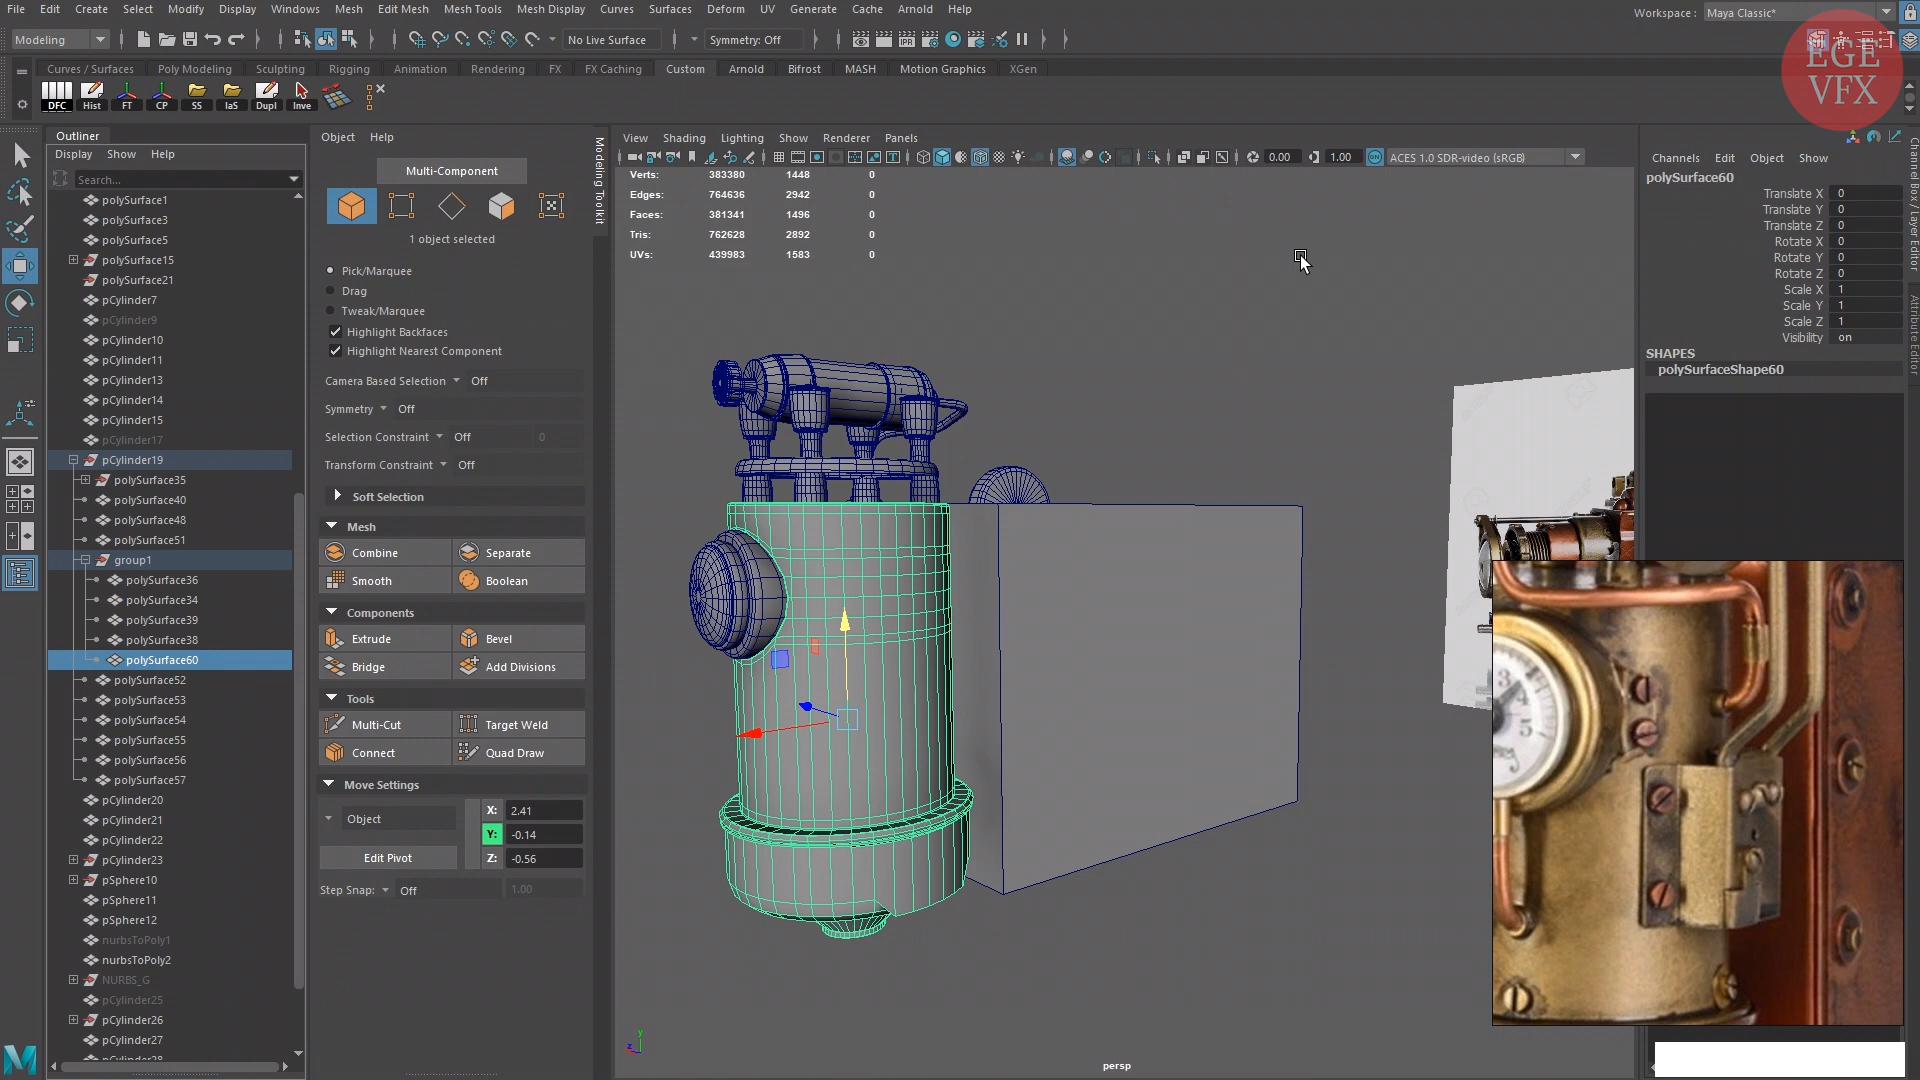 File Edit Create Select Modify Display Windows Mesh Edit Mesh Mesh Tools Mesh Display Curves Surfaces Deform UV Generate Cache Arnold Help
Workspace : Maya Classic*
Modeling
No Live Surface
Symmetry: Off
EGE
VFX
Curves / Surfaces Poly Modeling Sculpting Rigging Animation Rendering FX FX Caching Custom Arnold Bifrost MASH Motion Graphics XGen
DFC Hist FT CP SS IaS Dupl Inve
Outliner
Display Show Help
Search...
polySurface1
polySurface3
polySurface5
polySurface15
polySurface21
pCylinder7
pCylinder9
pCylinder10
pCylinder11
pCylinder13
pCylinder14
pCylinder15
pCylinder17
pCylinder19
polySurface35
polySurface40
polySurface48
polySurface51
group1
polySurface36
polySurface34
polySurface39
polySurface38
polySurface60
polySurface52
polySurface53
polySurface54
polySurface55
polySurface56
polySurface57
pCylinder20
pCylinder21
pCylinder22
pCylinder23
pSphere10
pSphere11
pSphere12
nurbsToPoly1
nurbsToPoly2
NURBS_G
pCylinder25
pCylinder26
pCylinder27
pCylinder28
Object Help
Multi-Component
1 object selected
Pick/Marquee
Drag
Tweak/Marquee
Highlight Backfaces
Highlight Nearest Component
Camera Based Selection Off
Symmetry Off
Selection Constraint Off 0
Transform Constraint Off
Soft Selection
Mesh
Combine Separate
Smooth Boolean
Components
Extrude Bevel
Bridge Add Divisions
Tools
Multi-Cut Target Weld
Connect Quad Draw
Move Settings
Object
X: 2.41
Y: -0.14
Edit Pivot
Z: -0.56
Step Snap: Off 1.00
Modeling Toolkit
View Shading Lighting Show Renderer Panels
0.00 1.00 ON ACES 1.0 SDR-video (sRGB)
Verts: 383380 1448 0
Edges: 764636 2942 0
Faces: 381341 1496 0
Tris: 762628 2892 0
UVs: 439983 1583 0
y
z
persp
3
5
Channels Edit Object Show
polySurface60
Translate X 0
Translate Y 0
Translate Z 0
Rotate X 0
Rotate Y 0
Rotate Z 0
Scale X 1
Scale Y 1
Scale Z 1
Visibility on
SHAPES
polySurfaceShape60
Channel Box / Layer Editor
Attribute Editor